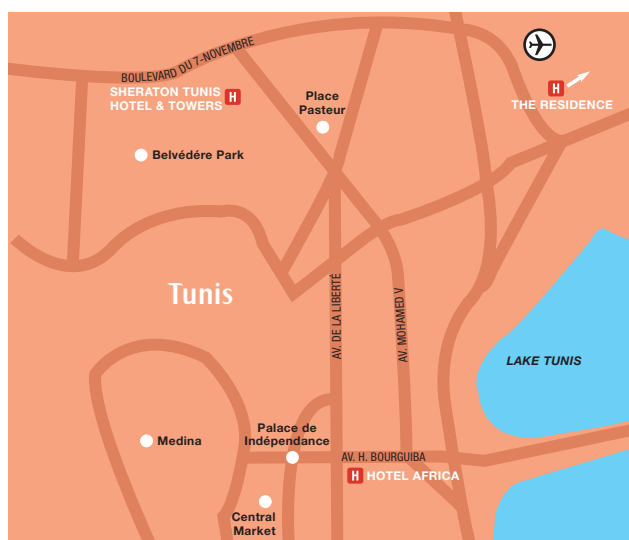 BOULEVARD DU 7-NOVEMBRE
SHERATON TUNIS
HOTEL & TOWERS
H
Place
Pasteur
H
THE RESIDENCE
Belvédére Park
Tunis
AV. DE LA LIBERTÉ
AV. MOHAMED V
LAKE TUNIS
Medina
Palace de
Indépendance
AV. H. BOURGUIBA
H HOTEL AFRICA
Central
Market